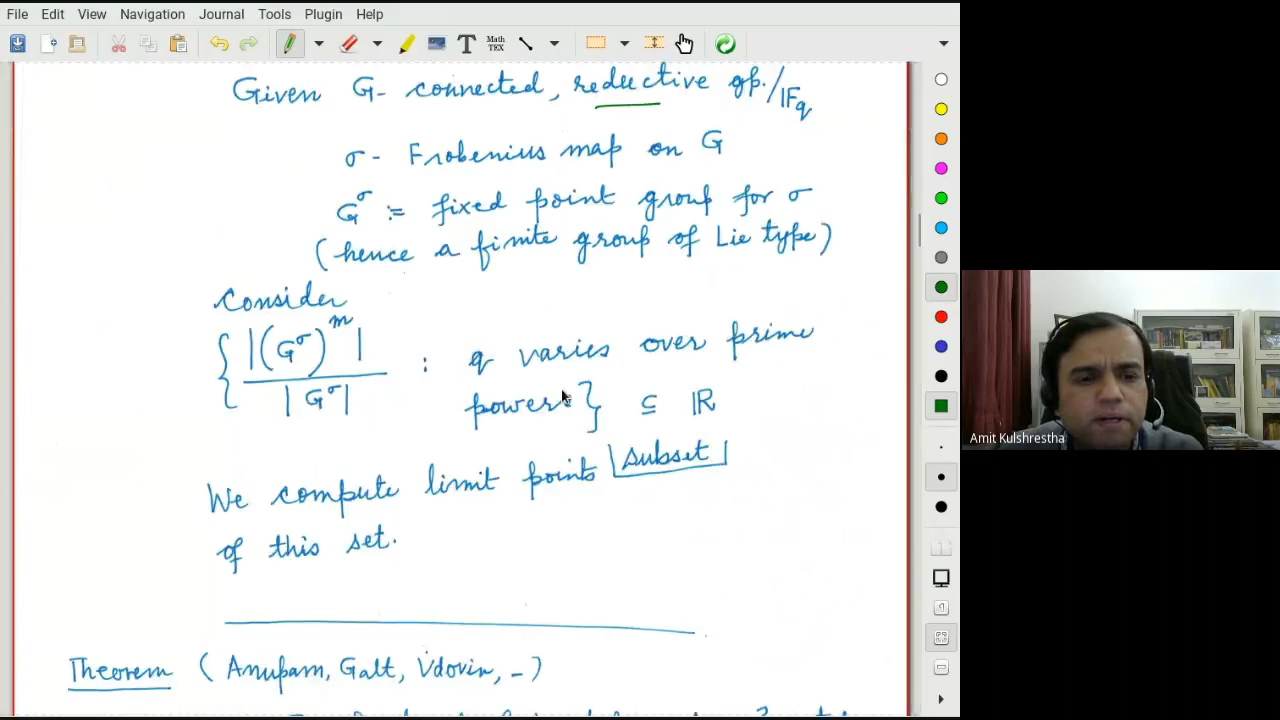 File Edit View Navigation Journal Tools Plugin Help
T Math TEX
Given G- connected, reductive gp./𝔽q
σ- Frobenius map on G
G^σ := fixed point group for σ
(hence a finite group of Lie type)
Consider
{ |(G^σ)^m| / |G^σ| : q varies over prime
powers } ⊆ ℝ
subset
We compute limit points
of this set.
Theorem (Anupam, Galt, Vdovin, -)
Amit Kulshrestha